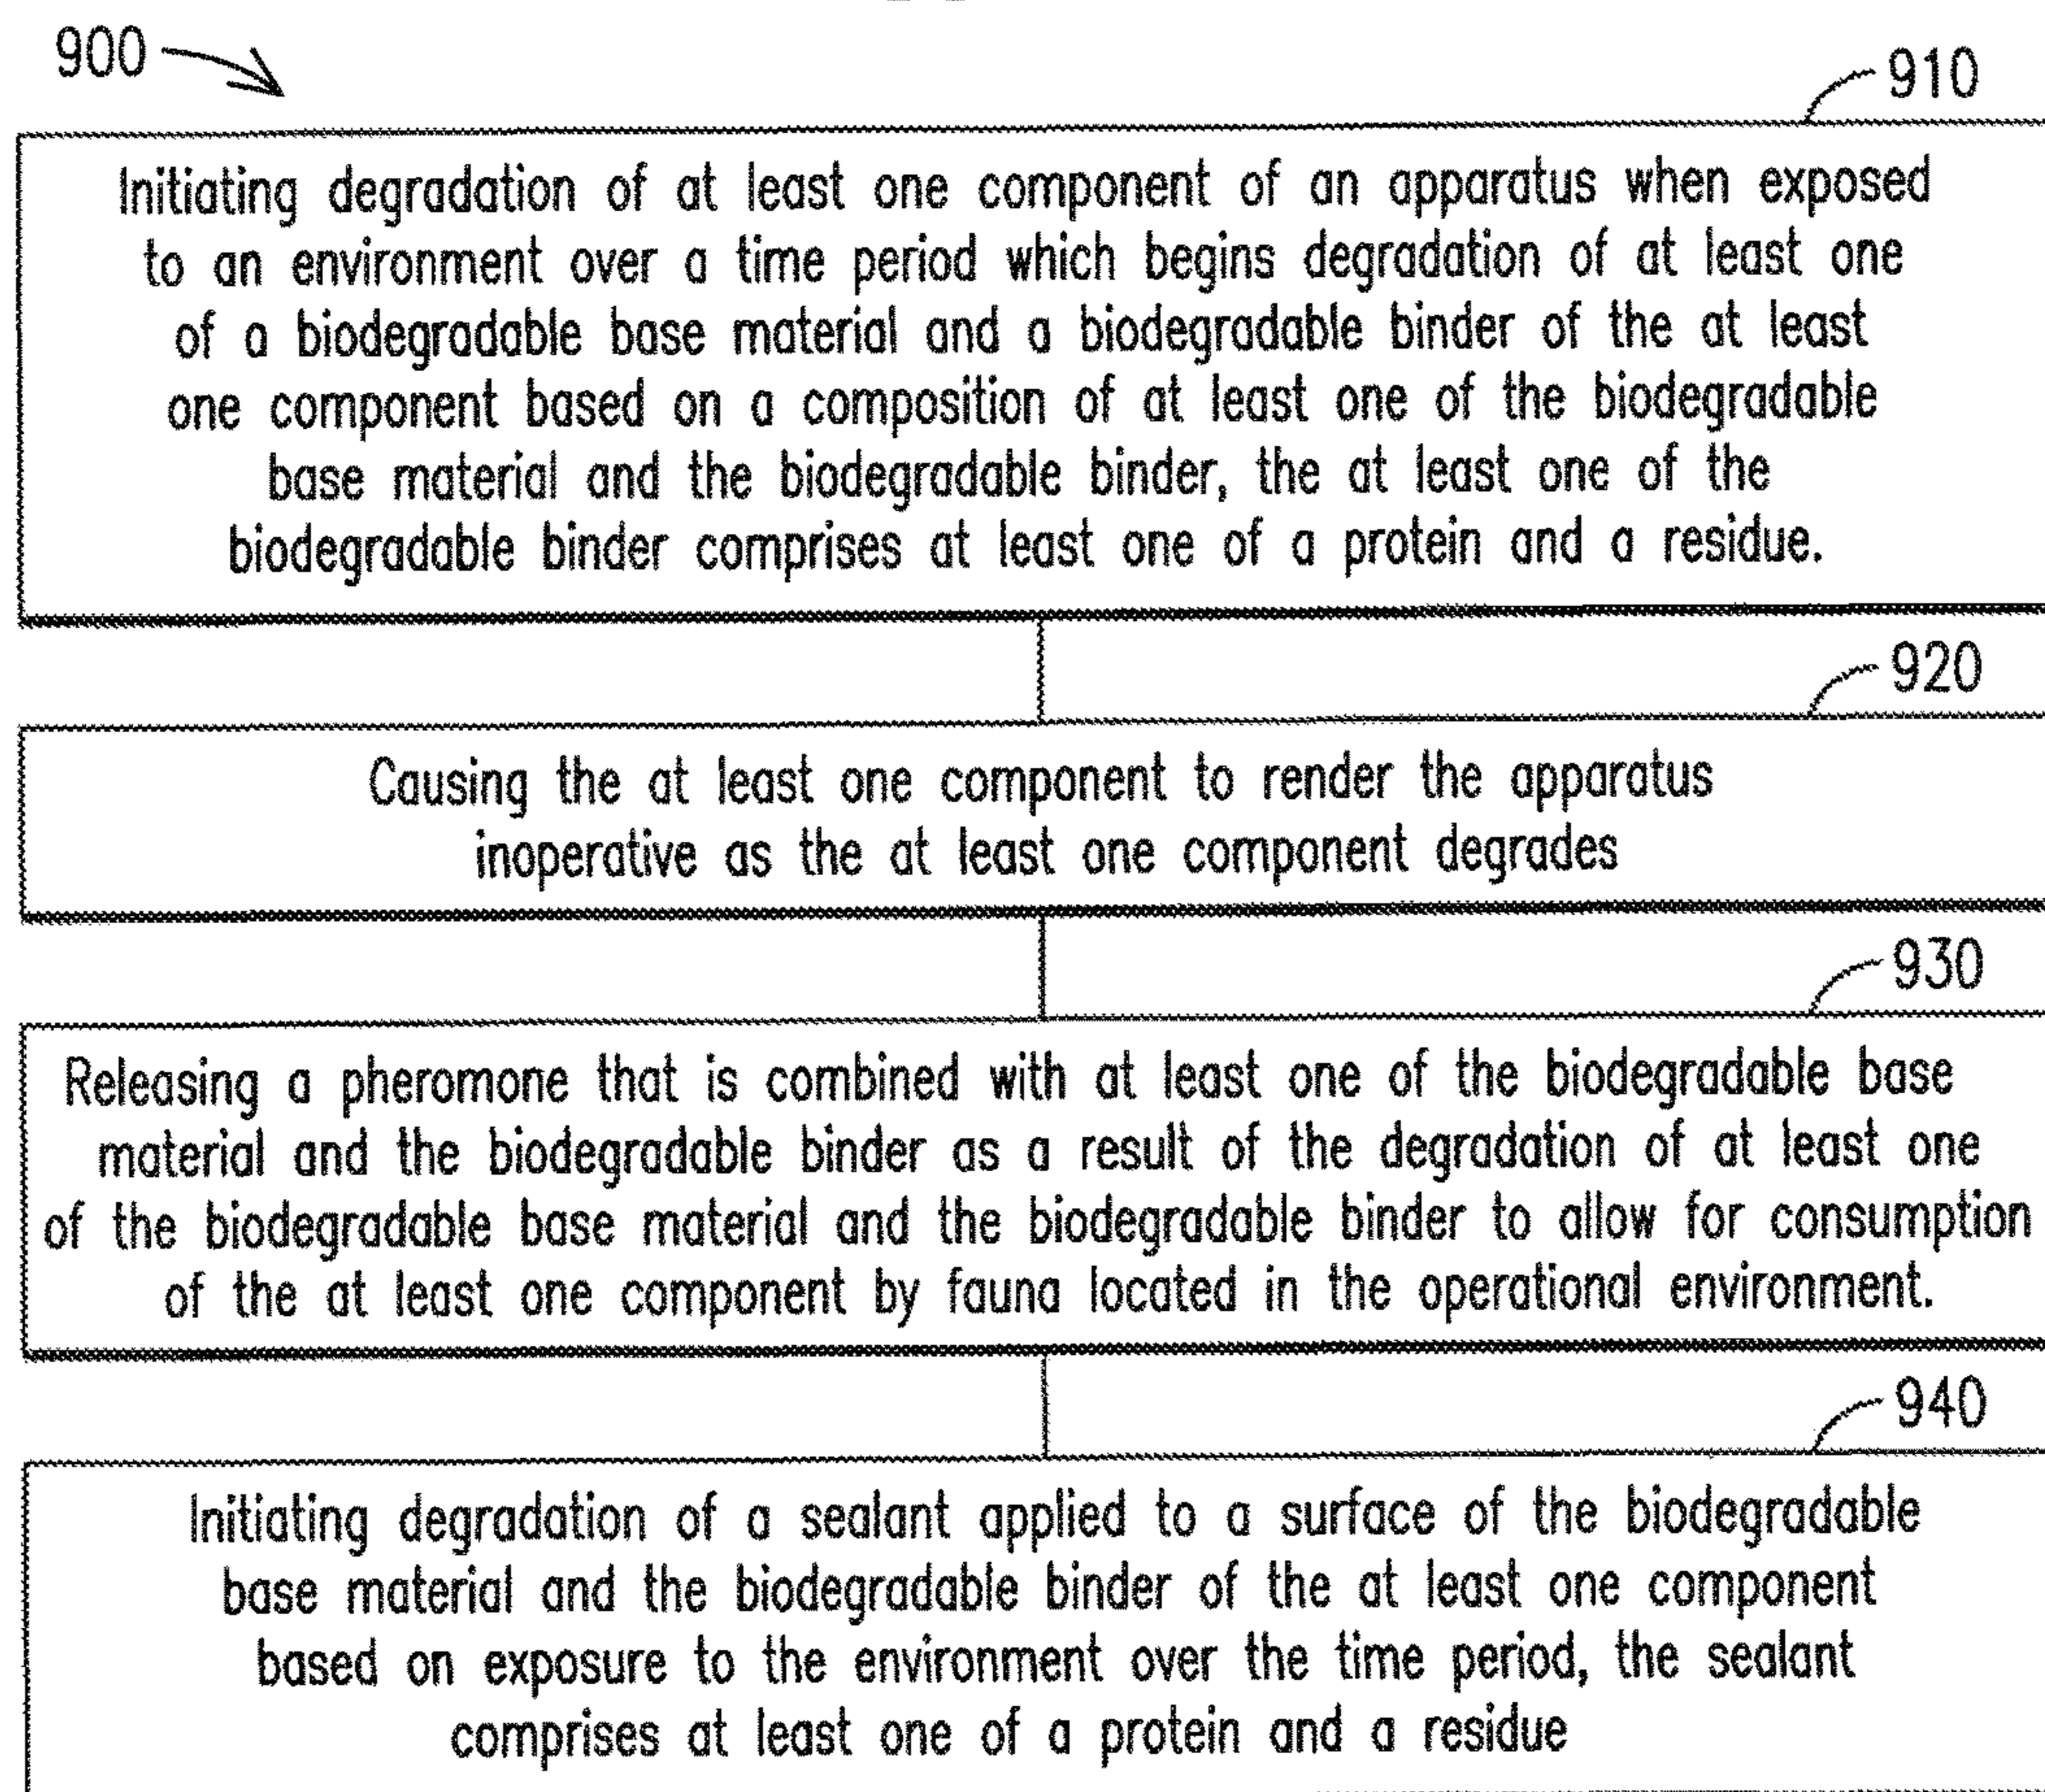 900
910
Initiating degradation of at least one component of an apparatus when exposed
to an environment over a time period which begins degradation of at least one
of a biodegradable base material and a biodegradable binder of the at least
one component based on a composition of at least one of the biodegradable
base material and the biodegradable binder, the at least one of the
biodegradable binder comprises at least one of a protein and a residue.
920
Causing the at least one component to render the apparatus
inoperative as the at least one component degrades
930
Releasing a pheromone that is combined with at least one of the biodegradable base
material and the biodegradable binder as a result of the degradation of at least one
of the biodegradable base material and the biodegradable binder to allow for consumption
of the at least one component by fauna located in the operational environment.
940
Initiating degradation of a sealant applied to a surface of the biodegradable
base material and the biodegradable binder of the at least one component
based on exposure to the environment over the time period, the sealant
comprises at least one of a protein and a residue